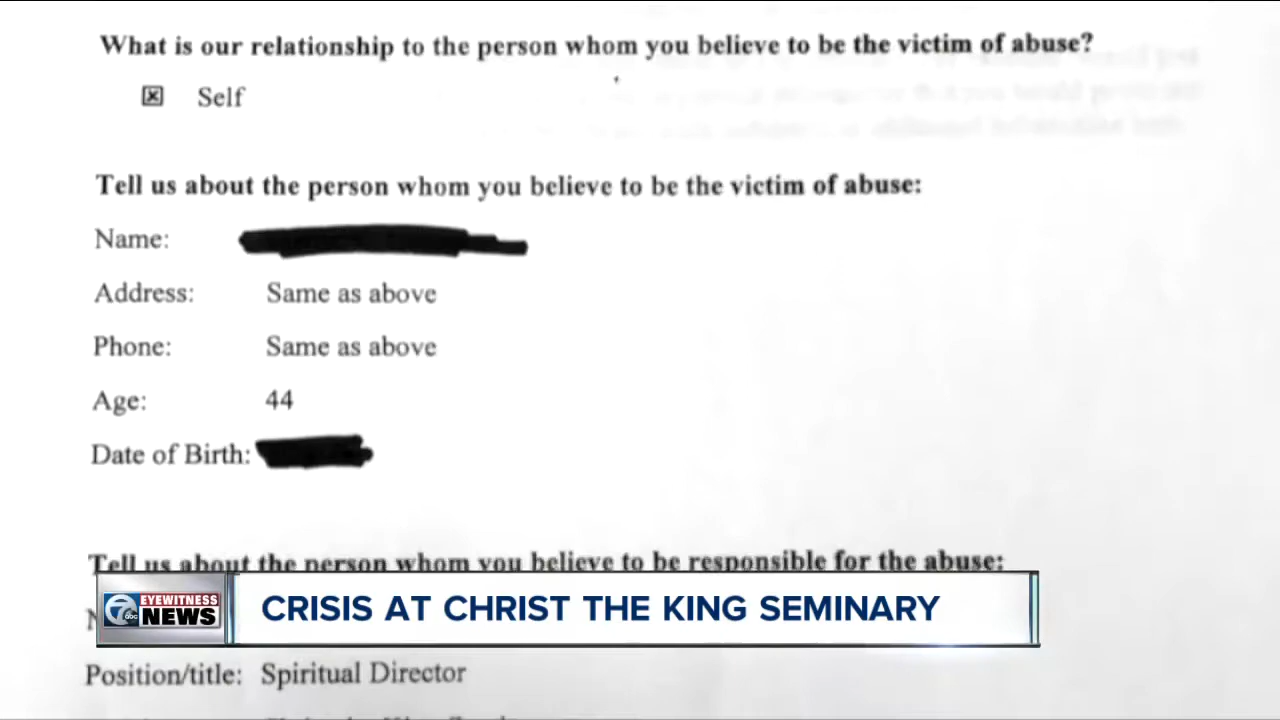 What is our relationship to the person whom you believe to be the victim of abuse?
Self
Tell us about the person whom you believe to be the victim of abuse:
Name:
Address: Same as above
Phone: Same as above
Age: 44
Date of Birth:
Tell us about the person whom you believe to be responsible for the abuse:
7 abc EYEWITNESS NEWS
CRISIS AT CHRIST THE KING SEMINARY
Position/title: Spiritual Director